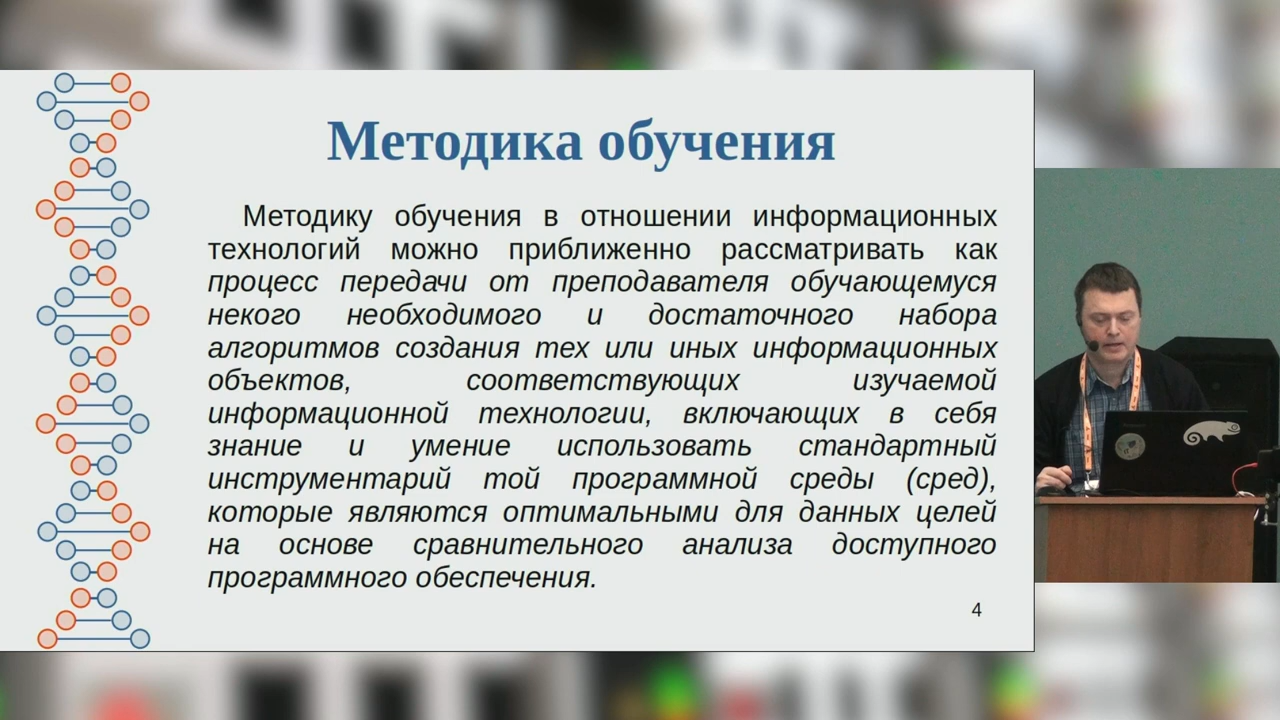 Методика обучения
Методику обучения в отношении информационных
технологий можно приближенно рассматривать как
процесс передачи от преподавателя обучающемуся
некого необходимого и достаточного набора
алгоритмов создания тех или иных информационных
объектов, соответствующих изучаемой
информационной технологии, включающих в себя
знание и умение использовать стандартный
инструментарий той программной среды (сред),
которые являются оптимальными для данных целей
на основе сравнительного анализа доступного
программного обеспечения.
4